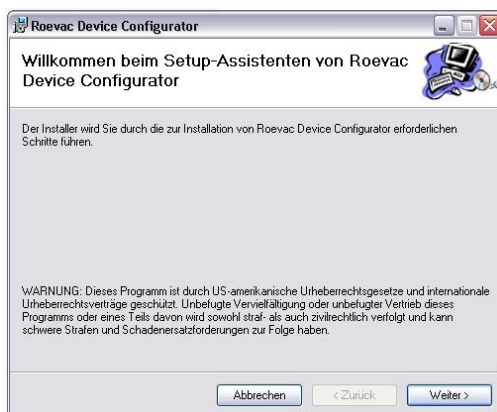 Roevac Device Configurator
Willkommen beim Setup-Assistenten von Roevac
Device Configurator
Der Installer wird Sie durch die zur Installation von Roevac Device Configurator erforderlichen
Schritte führen.
WARNUNG: Dieses Programm ist durch US-amerikanische Urheberrechtsgesetze und internationale
Urheberrechtsverträge geschützt. Unbefugte Vervielfältigung oder unbefugter Vertrieb dieses
Programms oder eines Teils davon wird sowohl straf- als auch zivilrechtlich verfolgt und kann
schwere Strafen und Schadenersatzforderungen zur Folge haben.
Abbrechen < Zurück Weiter >